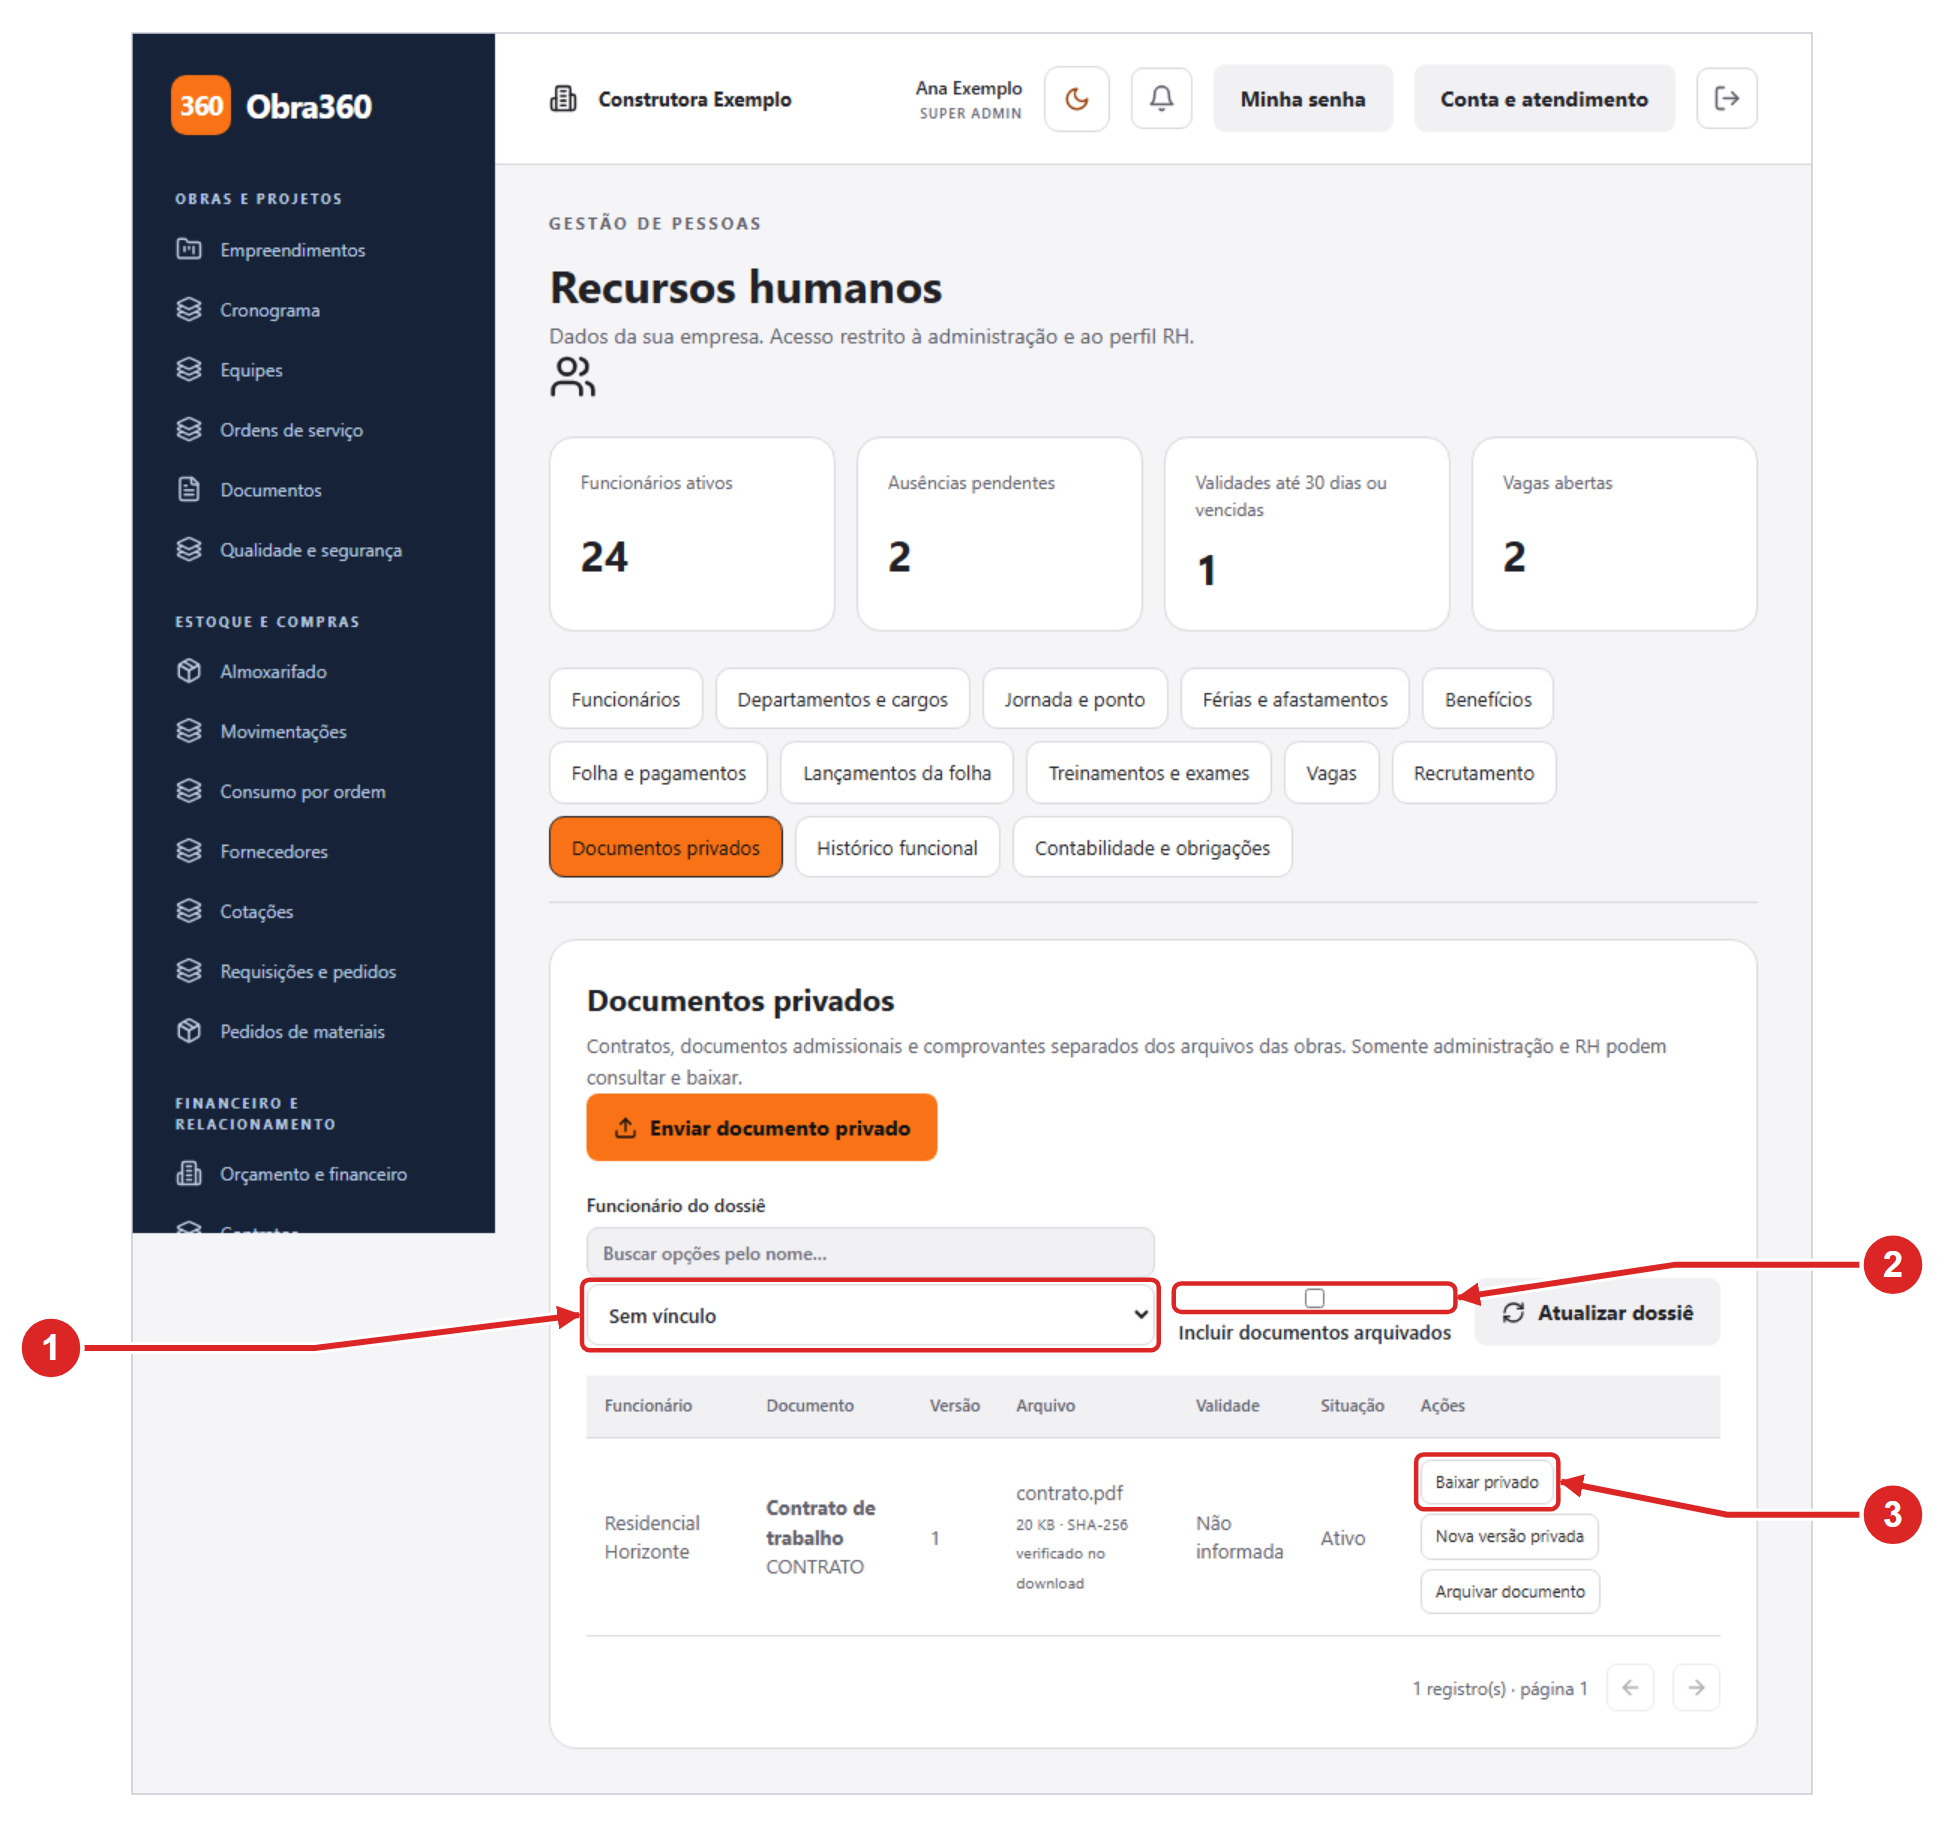 360 Obra360
Construtora Exemplo
Ana Exemplo
SUPER ADMIN
Minha senha
Conta e atendimento
OBRAS E PROJETOS
Empreendimentos
Cronograma
Equipes
Ordens de serviço
Documentos
Qualidade e segurança
ESTOQUE E COMPRAS
Almoxarifado
Movimentações
Consumo por ordem
Fornecedores
Cotações
Requisições e pedidos
Pedidos de materiais
FINANCEIRO E
RELACIONAMENTO
Orçamento e financeiro
Contratos
GESTÃO DE PESSOAS
Recursos humanos
Dados da sua empresa. Acesso restrito à administração e ao perfil RH.
Funcionários ativos
24
Ausências pendentes
2
Validades até 30 dias ou
vencidas
1
Vagas abertas
2
Funcionários
Departamentos e cargos
Jornada e ponto
Férias e afastamentos
Benefícios
Folha e pagamentos
Lançamentos da folha
Treinamentos e exames
Vagas
Recrutamento
Documentos privados
Histórico funcional
Contabilidade e obrigações
Documentos privados
Contratos, documentos admissionais e comprovantes separados dos arquivos das obras. Somente administração e RH podem
consultar e baixar.
Enviar documento privado
Funcionário do dossiê
Buscar opções pelo nome...
Sem vínculo
Incluir documentos arquivados
Atualizar dossiê
1
2
3
Funcionário Documento Versão Arquivo Validade Situação Ações
Residencial
Horizonte
Contrato de
trabalho
CONTRATO
1
contrato.pdf
20 KB · SHA-256
verificado no
download
Não
informada
Ativo
Baixar privado
Nova versão privada
Arquivar documento
1 registro(s) · página 1